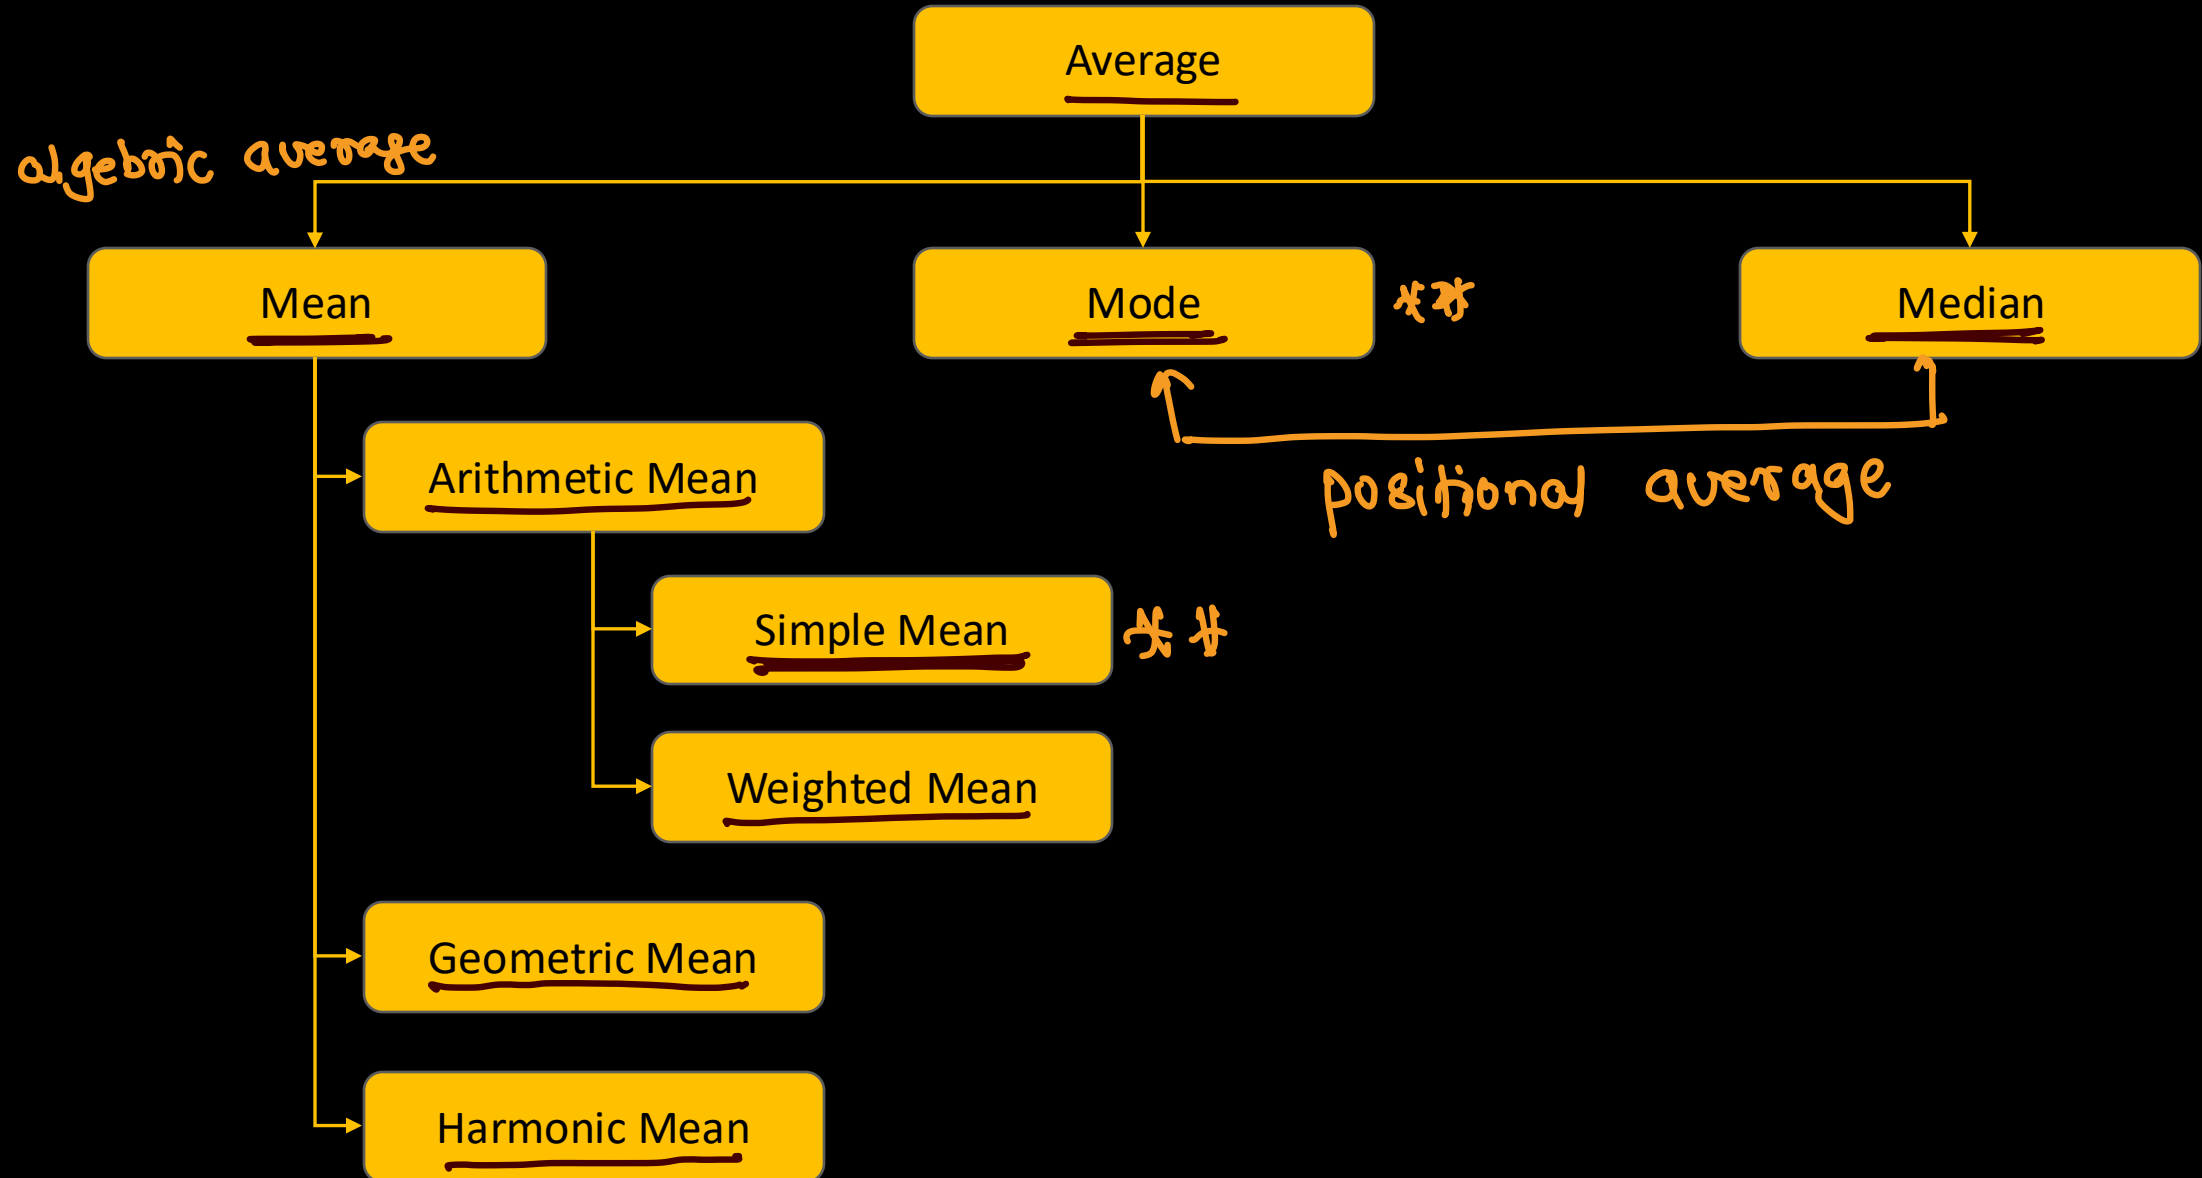 Average
algebric average
Mean
Mode **
Median
Arithmetic Mean
positional average
Simple Mean **
Weighted Mean
Geometric Mean
Harmonic Mean